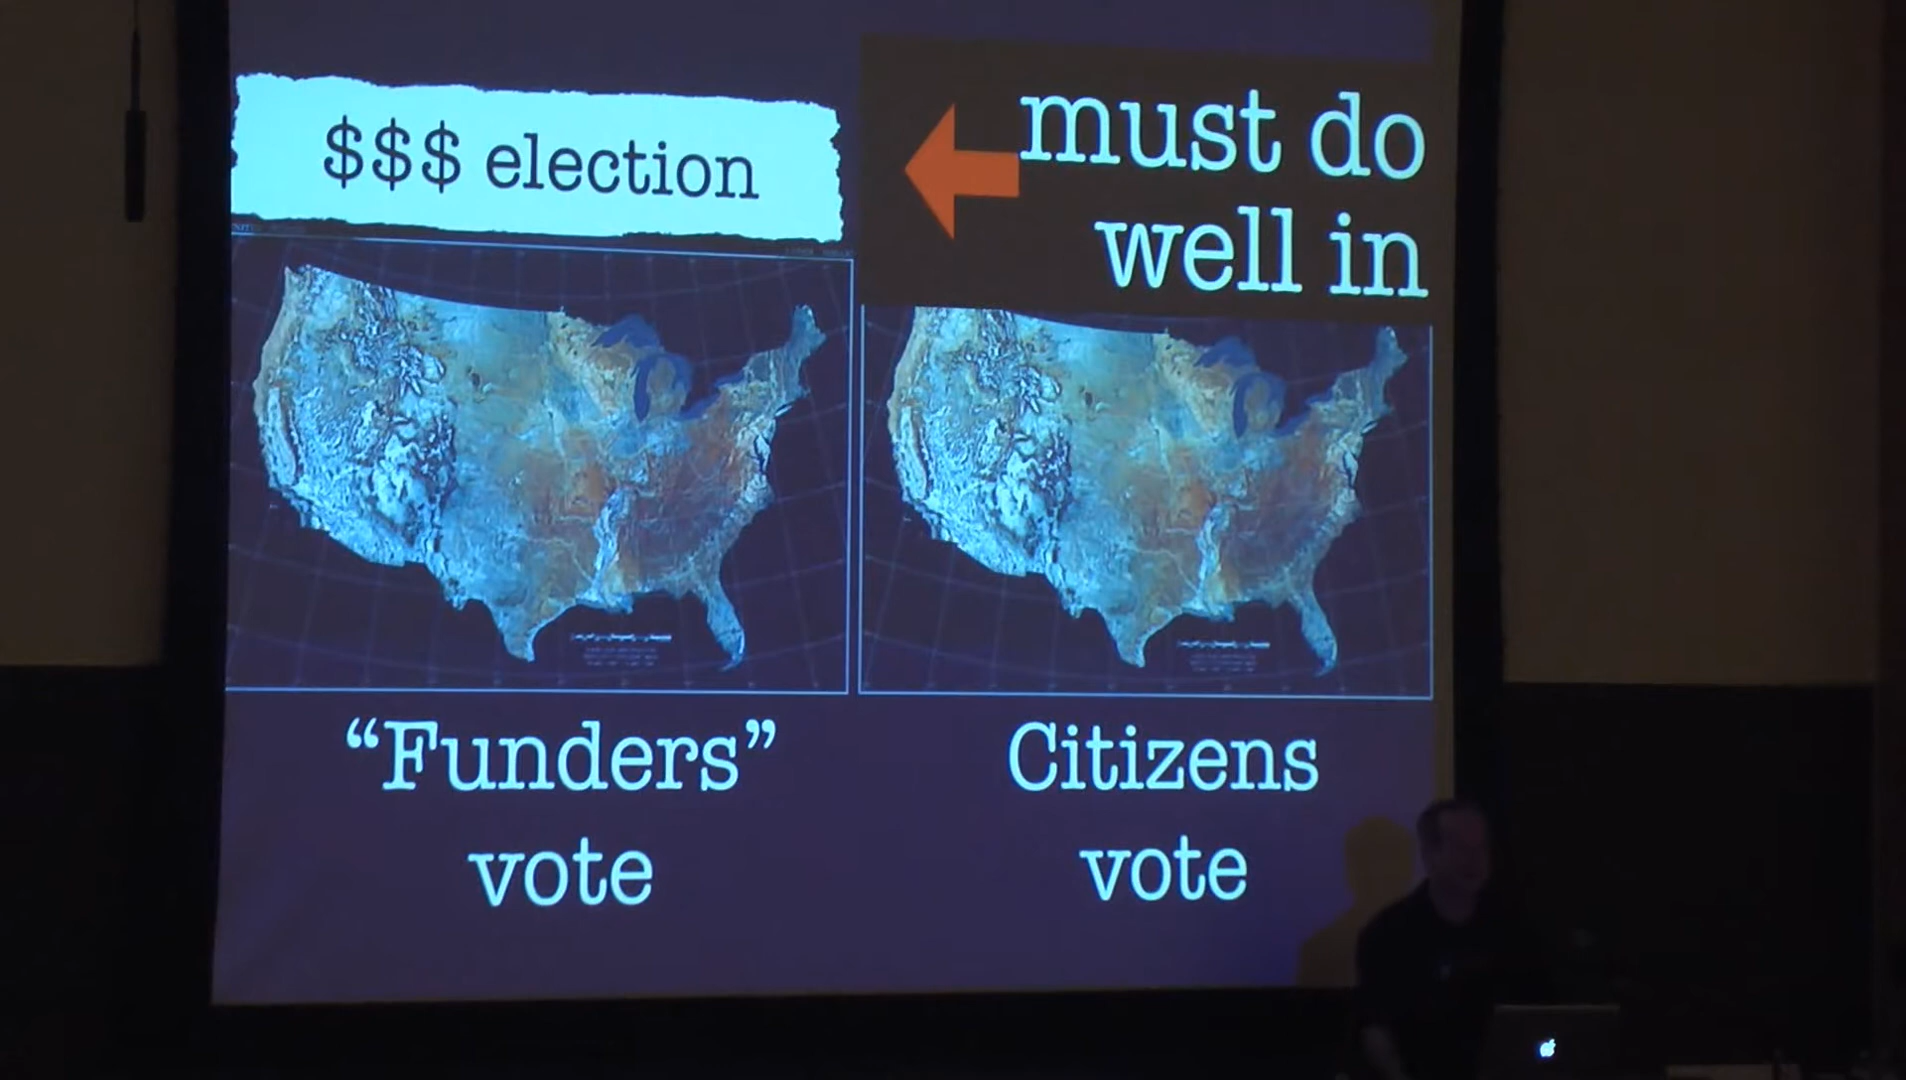 $$$ election
must do
well in
“Funders”
vote
Citizens
vote